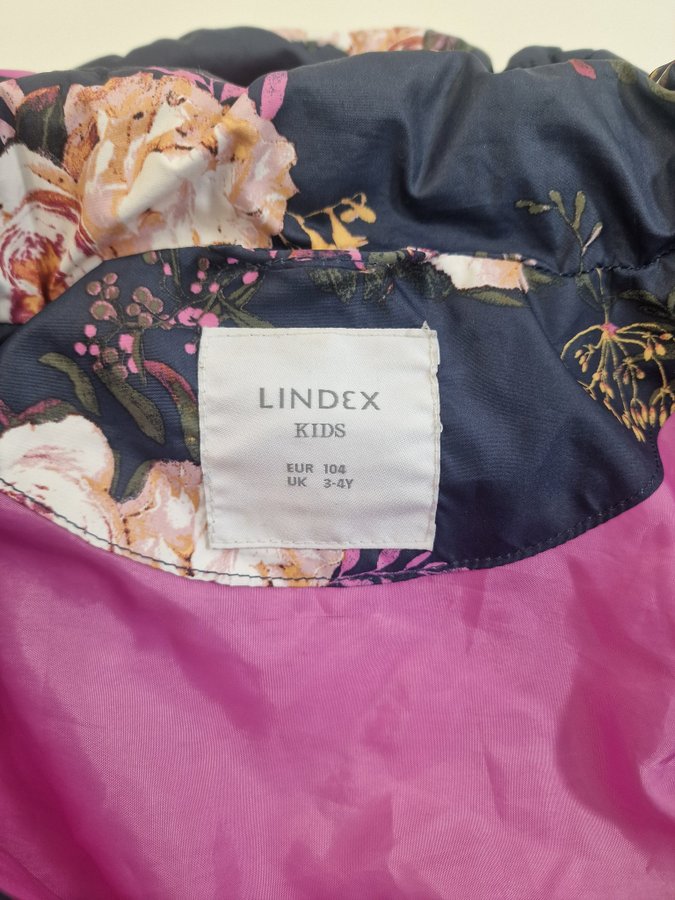 LINDEX
KIDS
EUR 104
UK 3-4Y